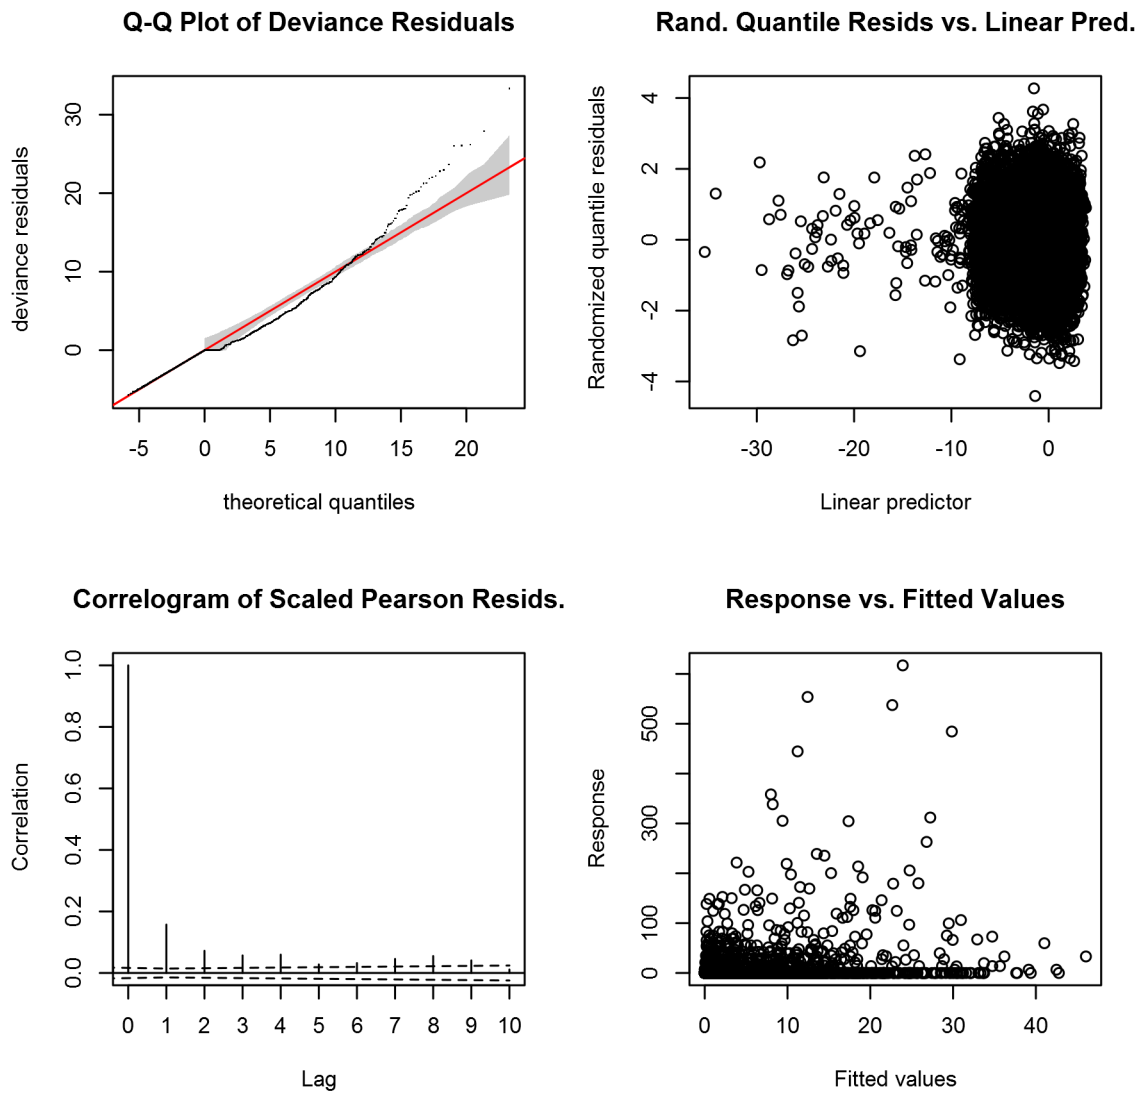 Q-Q Plot of Deviance Residuals
deviance residuals
30
20
10
0
-5 0 5 10 15 20
theoretical quantiles
Rand. Quantile Resids vs. Linear Pred.
Randomized quantile residuals
4
2
0
-2
-4
-30 -20 -10 0
Linear predictor
Correlogram of Scaled Pearson Resids.
Correlation
1.0
0.8
0.6
0.4
0.2
0.0
0 1 2 3 4 5 6 7 8 9 10
Lag
Response vs. Fitted Values
Response
500
300
100
0
0 10 20 30 40
Fitted values